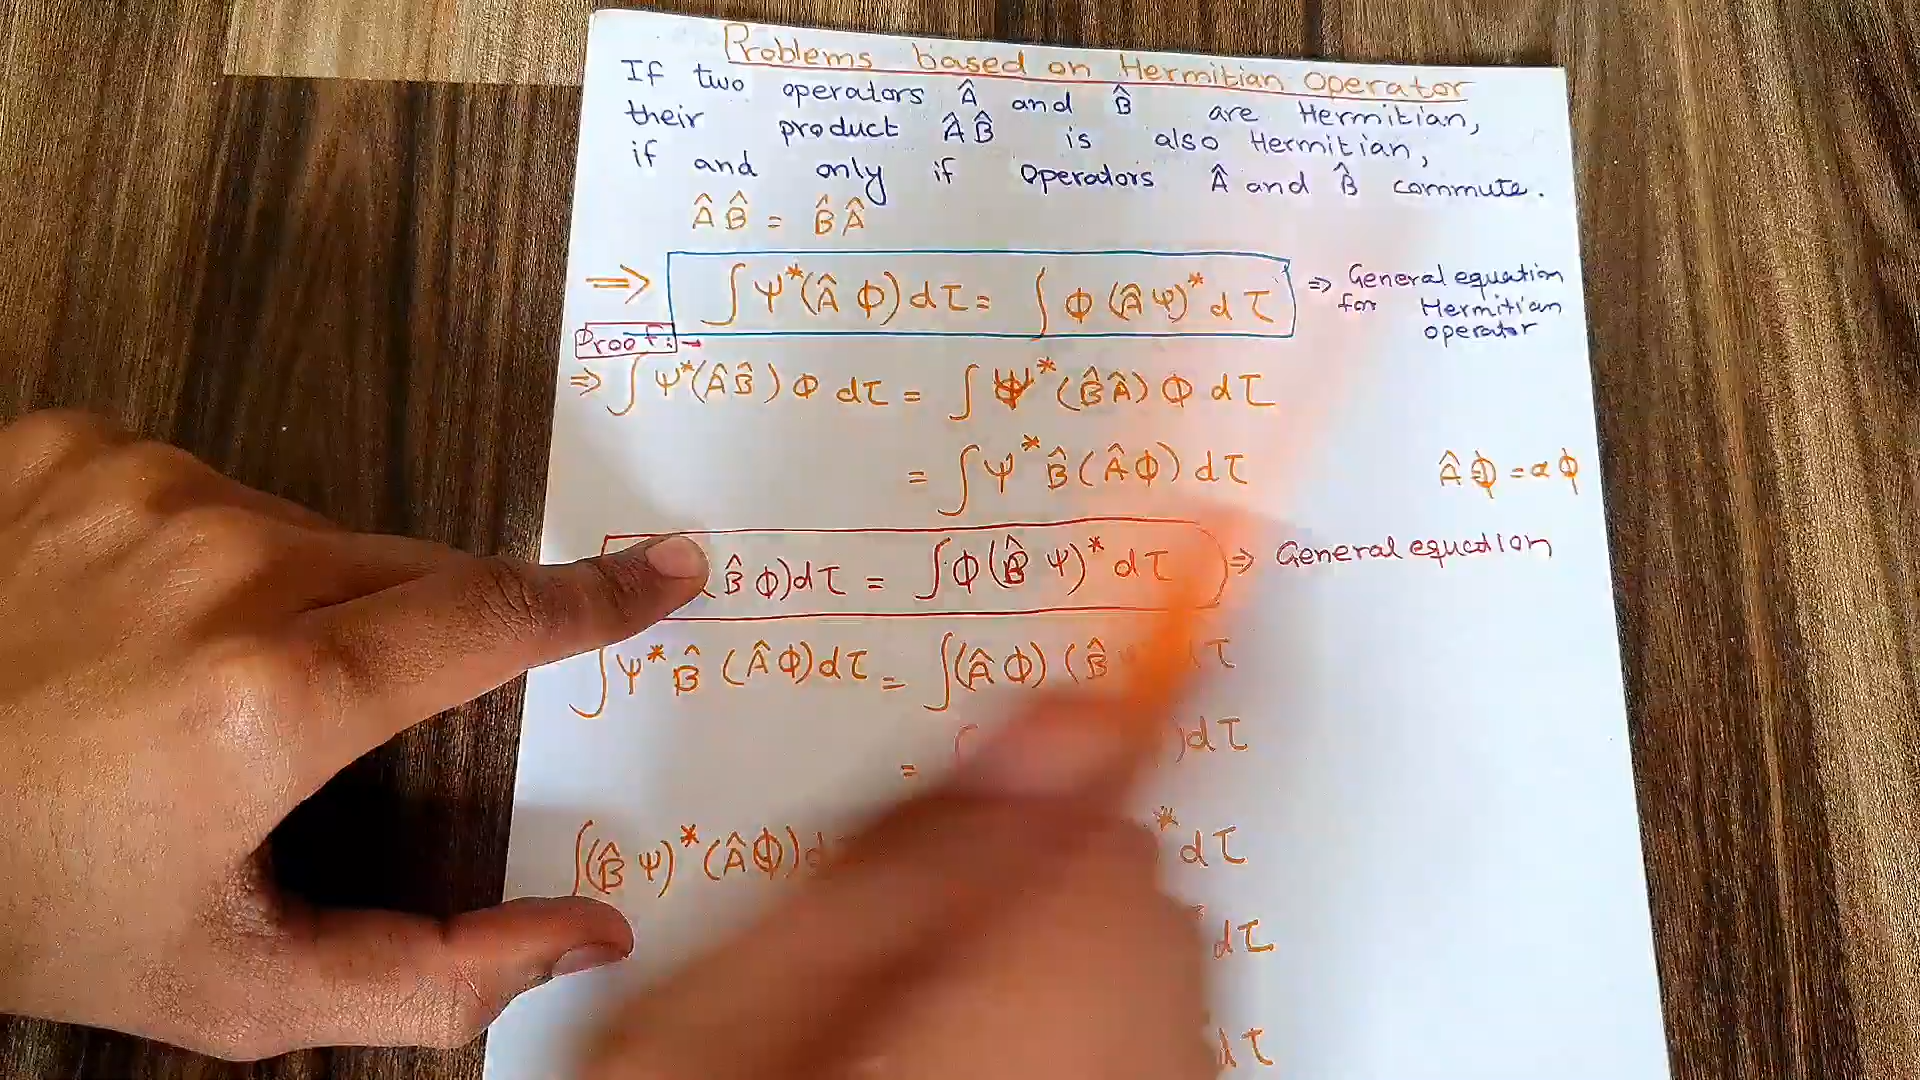 Problems based on Hermitian Operator
If two operators Â and B̂ are Hermitian,
their product ÂB̂ is also Hermitian,
if and only if Operators Â and B̂ commute.
ÂB̂ = B̂Â
⇒ ∫ψ*(Â φ)dτ = ∫ φ (Âψ)* dτ ⇒ General equation
for Hermitian
operator
Proof:→
⇒ ∫ψ*(ÂB̂) φ dτ = ∫ ψ* (B̂Â) φ dτ
= ∫ψ* B̂(Âφ) dτ
Âφ = αφ
B̂ φ)dτ = ∫φ(B̂ ψ)* dτ ⇒ General equation
∫ψ* B̂ (Âφ)dτ = ∫(Âφ) (B̂ dτ
= )dτ
∫(B̂ψ)*(Âφ)d * dτ
dτ
dτ